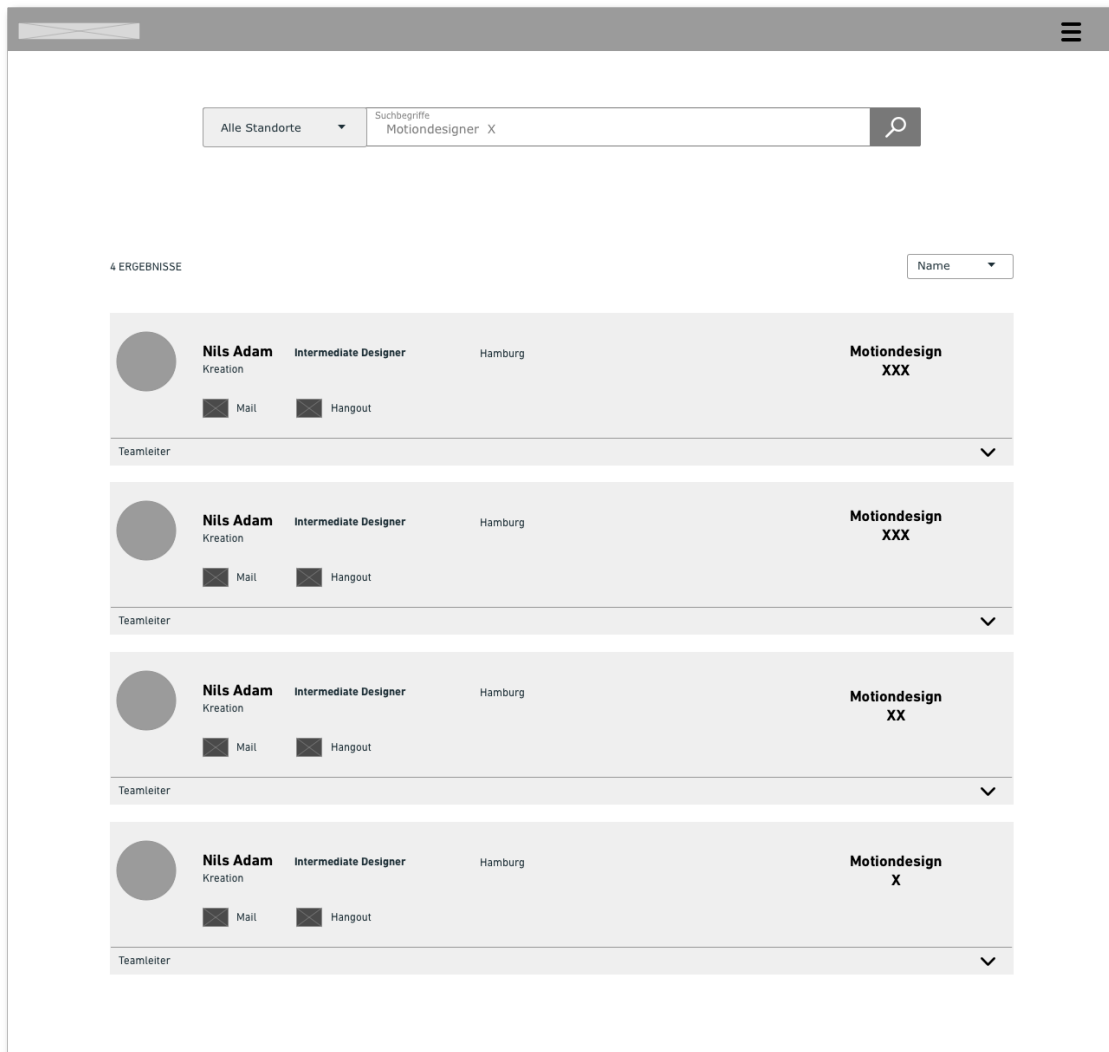 Alle Standorte
Suchbegriffe
Motiondesigner X
4 ERGEBNISSE
Name
Nils Adam Intermediate Designer Hamburg Motiondesign
Kreation XXX
Mail Hangout
Teamleiter
Nils Adam Intermediate Designer Hamburg Motiondesign
Kreation XXX
Mail Hangout
Teamleiter
Nils Adam Intermediate Designer Hamburg Motiondesign
Kreation XX
Mail Hangout
Teamleiter
Nils Adam Intermediate Designer Hamburg Motiondesign
Kreation X
Mail Hangout
Teamleiter